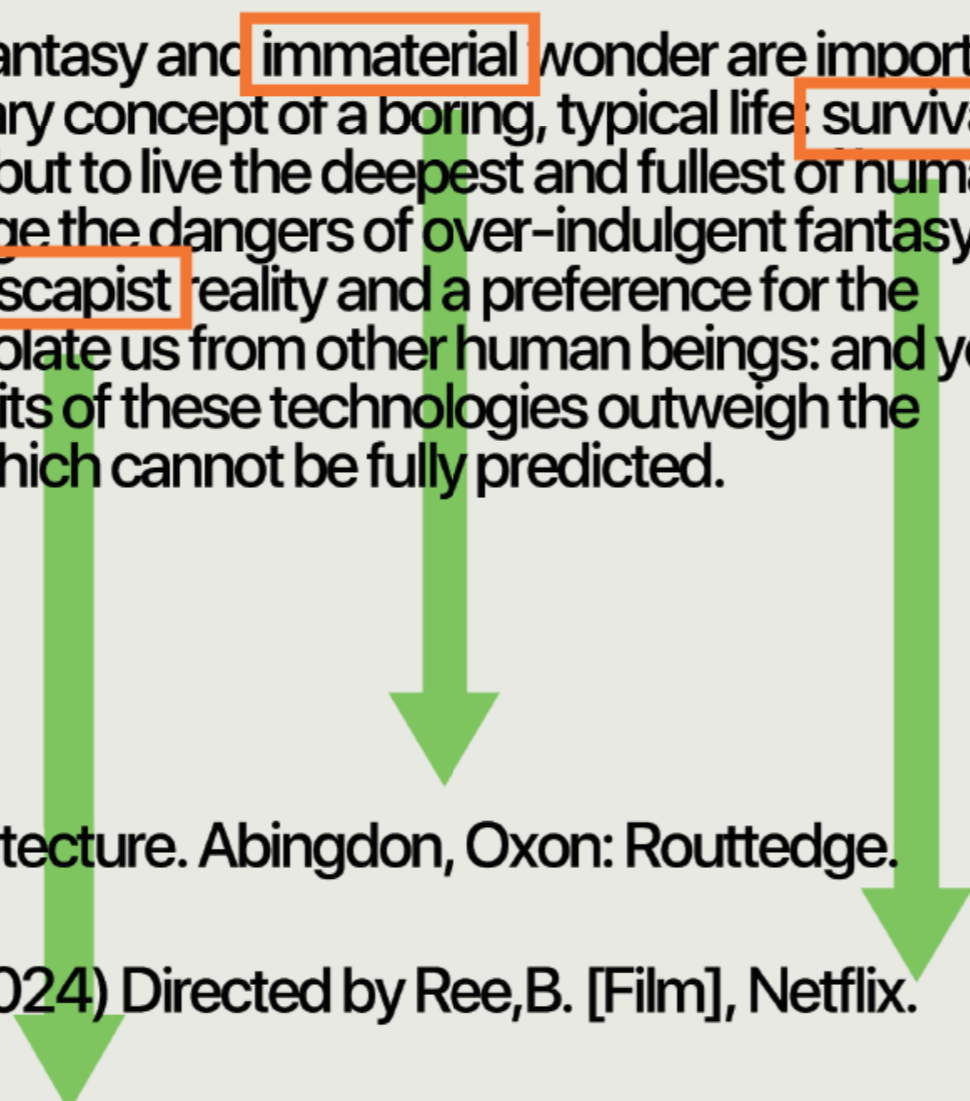 antasy and immaterial wonder are import
ary concept of a boring, typical life: surviva
but to live the deepest and fullest of huma
ge the dangers of over-indulgent fantasy
scapist reality and a preference for the
olate us from other human beings: and ye
its of these technologies outweigh the
hich cannot be fully predicted.
tecture. Abingdon, Oxon: Routtedge.
024) Directed by Ree,B. [Film], Netflix.